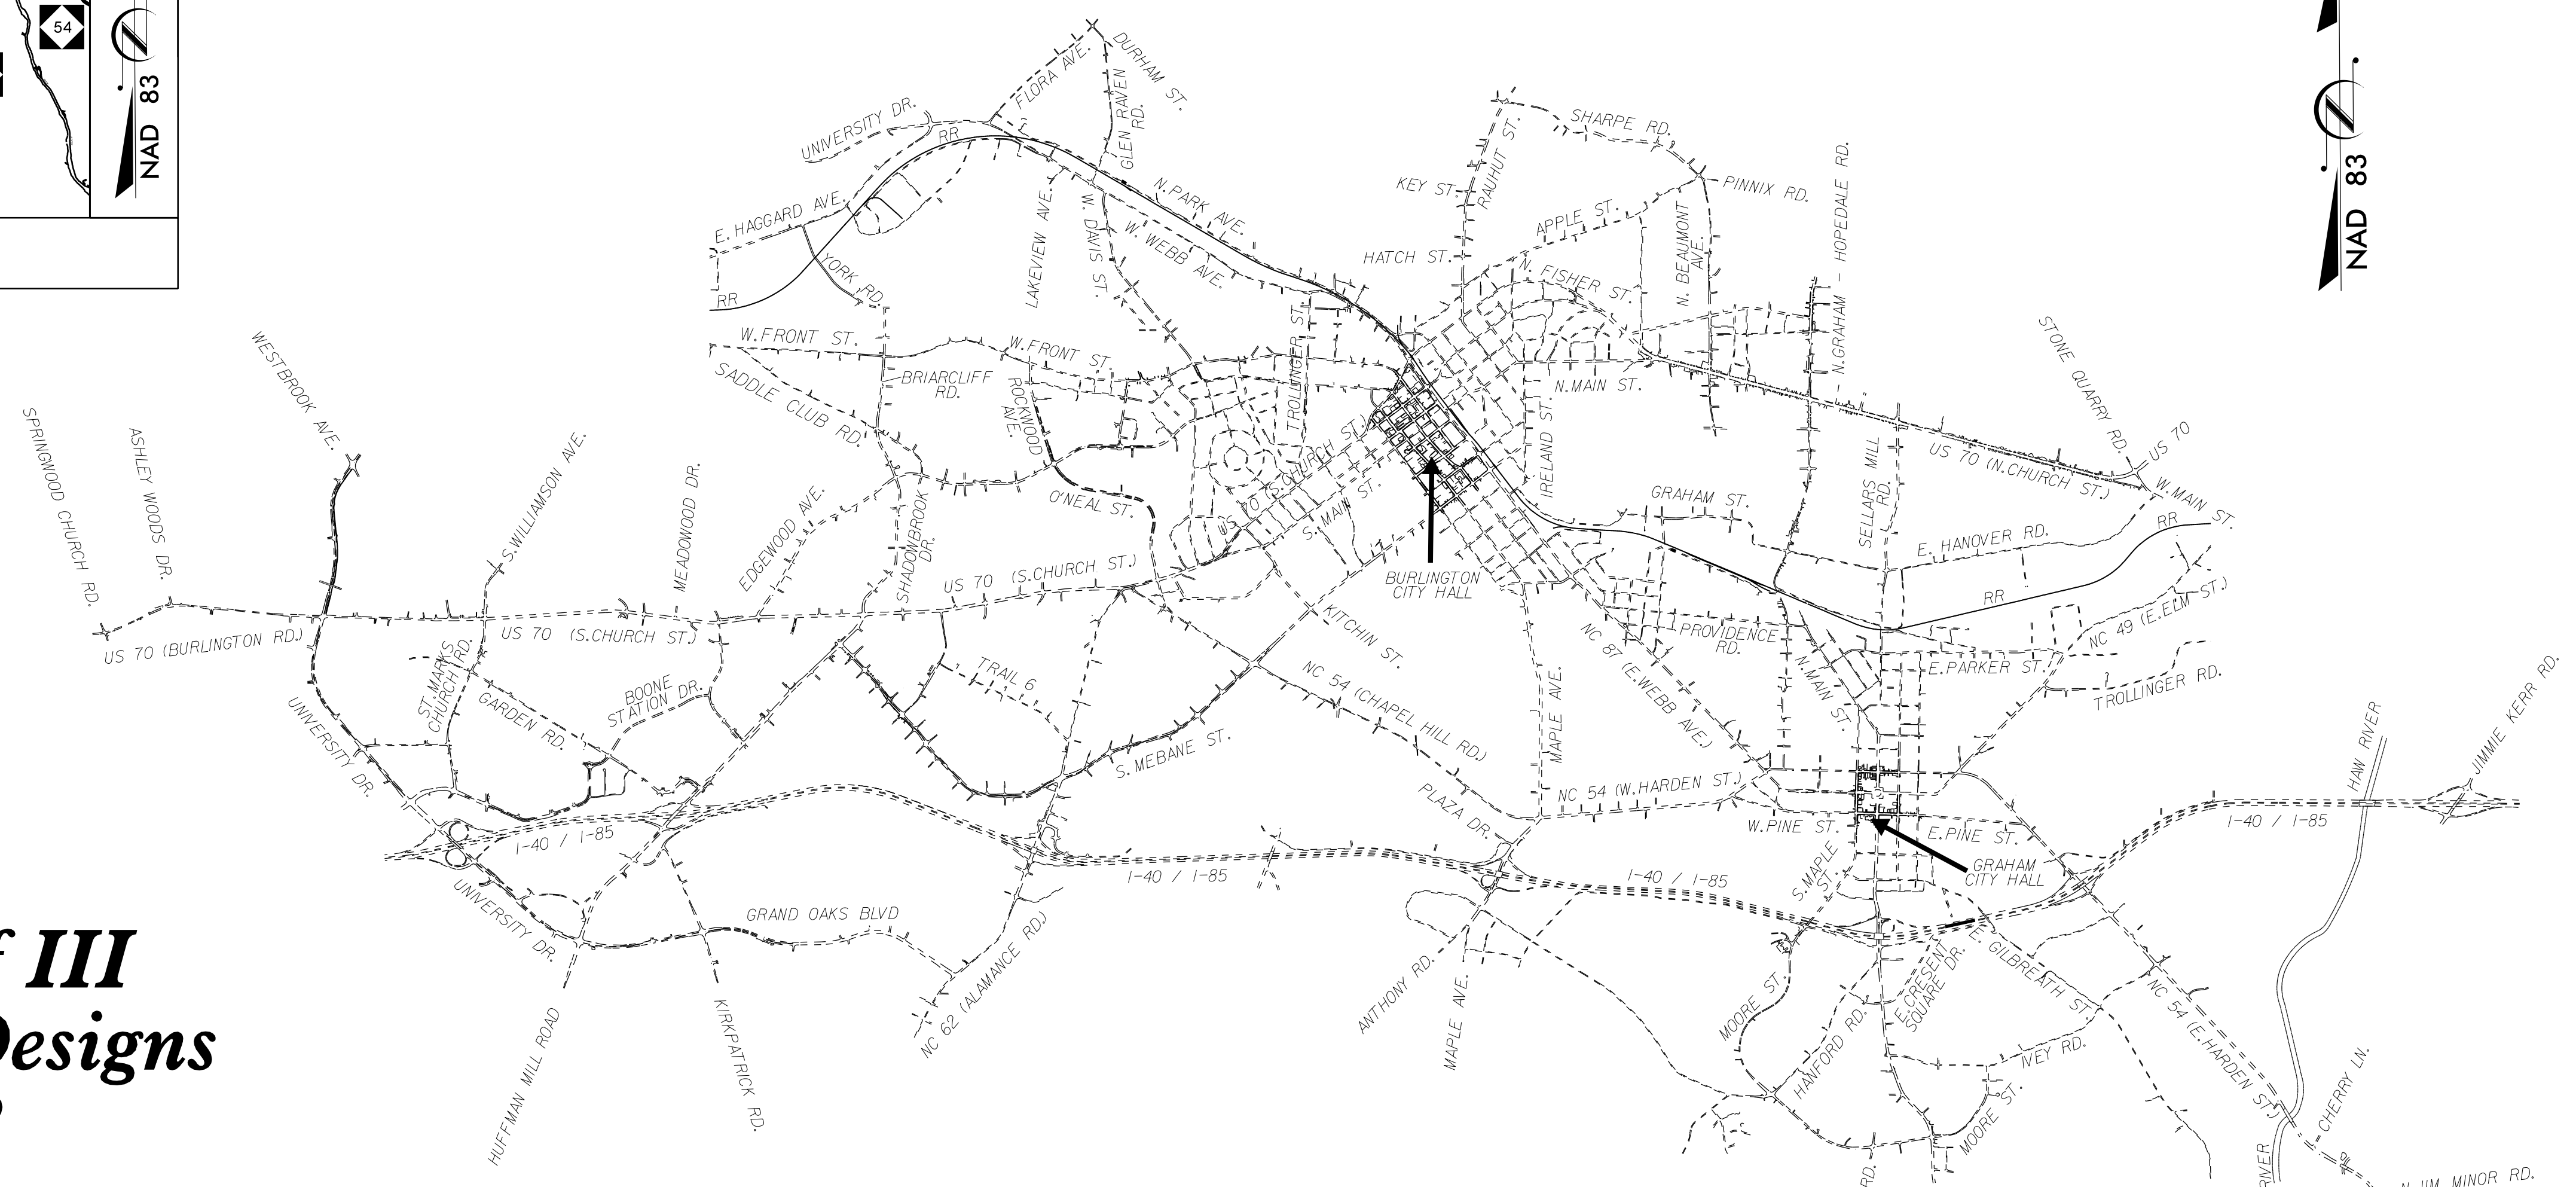 54
NAD 83
NAD 83
FLORA AVE.
DURHAM ST.
GLEN RAVEN
RD.
UNIVERSITY DR.
RR
SHARPE RD.
RAUHUT ST.
KEY ST.
PINNIX RD.
N.PARK AVE.
E. HAGGARD AVE.
LAKEVIEW AVE.
W. DAVIS ST.
W. WEBB AVE.
APPLE ST.
N. BEAUMONT
AVE.
N.GRAHAM - HOPEDALE RD.
HATCH ST.
N. FISHER ST.
YORK RD.
RR
W.FRONT ST.
W.FRONT ST.
TROLLINGER ST.
STONE QUARRY RD.
WESTBROOK AVE.
SADDLE CLUB RD.
BRIARCLIFF
RD.
ROCKWOOD
AVE.
N.MAIN ST.
SPRINGWOOD CHURCH RD.
ASHLEY WOODS DR.
S.WILLIAMSON AVE.
MEADOWOOD DR.
EDGEWOOD AVE.
SHADOWBROOK
DR.
O'NEAL ST.
US 70 (S.CHURCH ST.)
S.MAIN ST.
IRELAND ST.
GRAHAM ST.
SELLARS MILL
RD.
US 70 (N.CHURCH ST.)
US 70
W.MAIN ST.
RR
E. HANOVER RD.
BURLINGTON
CITY HALL
US 70 (S.CHURCH ST.)
RR
US 70 (BURLINGTON RD.)
US 70 (S.CHURCH ST.)
KITCHIN ST.
PROVIDENCE
RD.
NC 49 (E.ELM ST.)
ST.MARKS
CHURCH RD.
GARDEN RD.
BOONE
STATION DR.
TRAIL 6
NC 54 (CHAPEL HILL RD.)
MAPLE AVE.
NC 87 (E.WEBB AVE.)
N.MAIN ST.
E.PARKER ST.
TROLLINGER RD.
UNIVERSITY DR.
S.MEBANE ST.
PLAZA DR.
NC 54 (W.HARDEN ST.)
HAW RIVER
JIMMIE KERR RD.
I-40 / I-85
W.PINE ST.
E.PINE ST.
I-40 / I-85
GRAHAM
CITY HALL
I-40 / I-85
I-40 / I-85
S.MAPLE
ST.
UNIVERSITY DR.
GRAND OAKS BLVD
NC 62 (ALAMANCE RD.)
ANTHONY RD.
MAPLE AVE.
MOORE ST.
HANFORD RD.
E.CRESENT
SQUARE DR.
E. GILBREATH ST.
NC 54 (E.HARDEN ST.)
IVEY RD.
MOORE ST.
CHERRY LN.
HUFFMAN MILL ROAD
KIRKPATRICK RD.
III
Designs
RD.
RIVER
N.JIM MINOR RD.